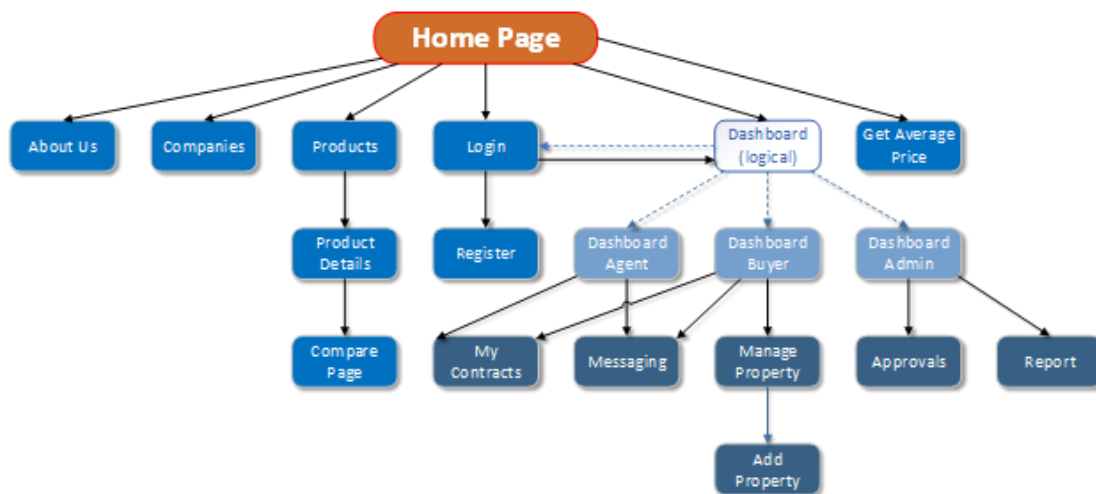 Home Page
About Us
Companies
Products
Login
Dashboard
(logical)
Get Average
Price
Product
Details
Register
Dashboard
Agent
Dashboard
Buyer
Dashboard
Admin
Compare
Page
My
Contracts
Messaging
Manage
Property
Approvals
Report
Add
Property